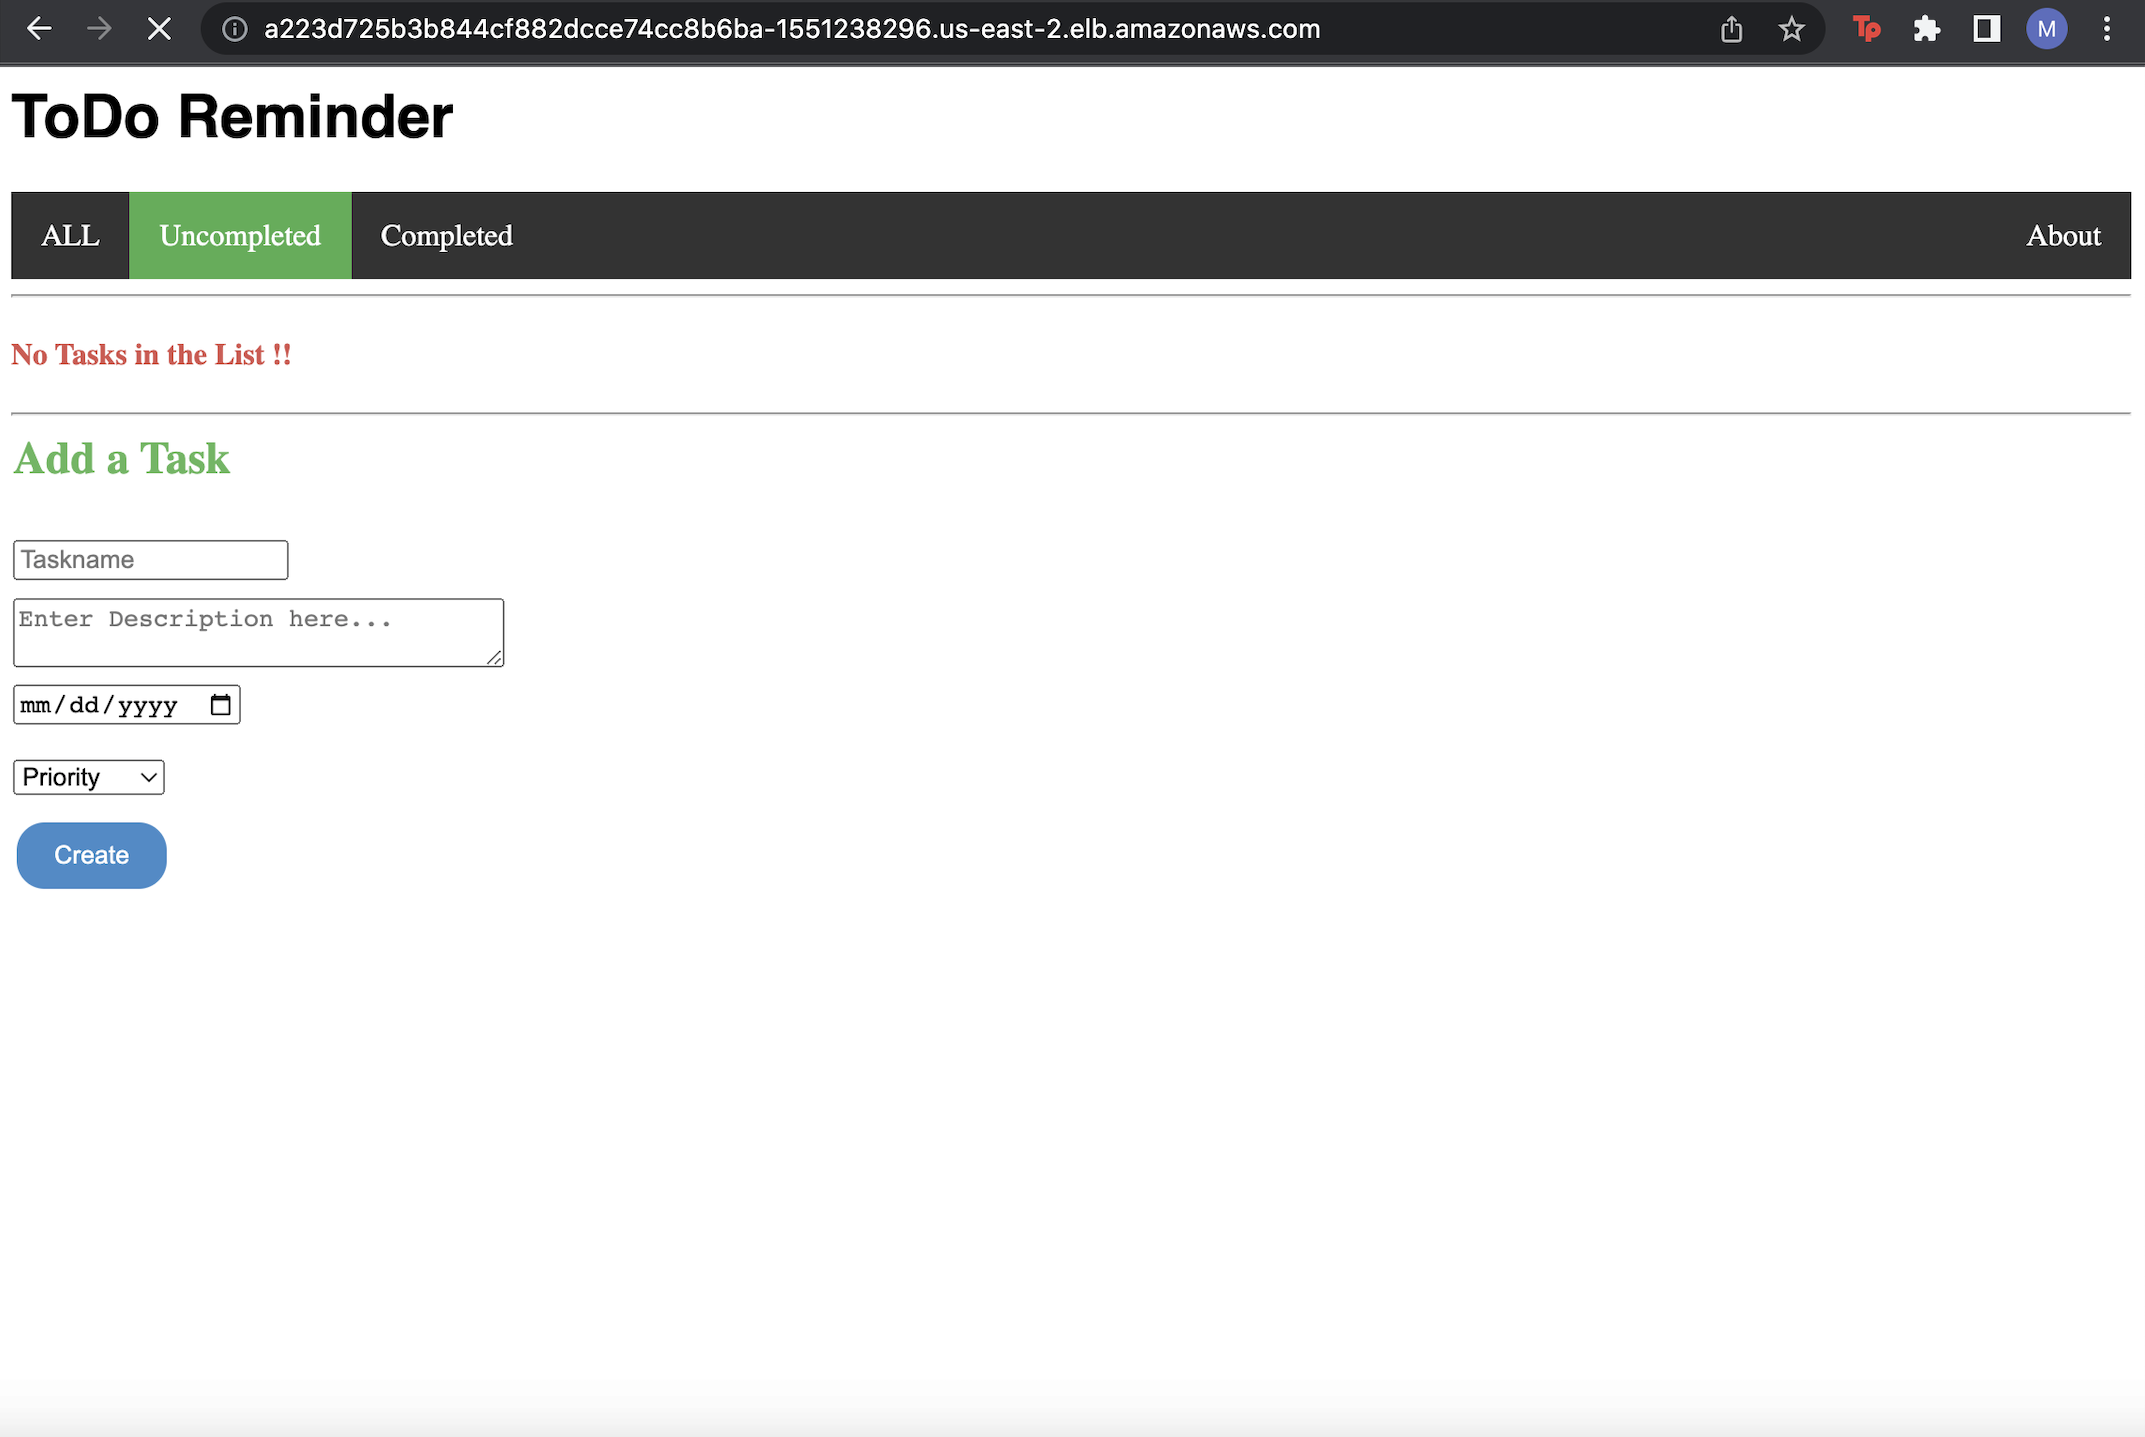 a223d725b3b844cf882dcce74cc8b6ba-1551238296.us-east-2.elb.amazonaws.com
Tp
M
ToDo Reminder
ALL Uncompleted Completed About
No Tasks in the List !!
Add a Task
Taskname
Enter Description here...
mm/dd/yyyy
Priority
Create